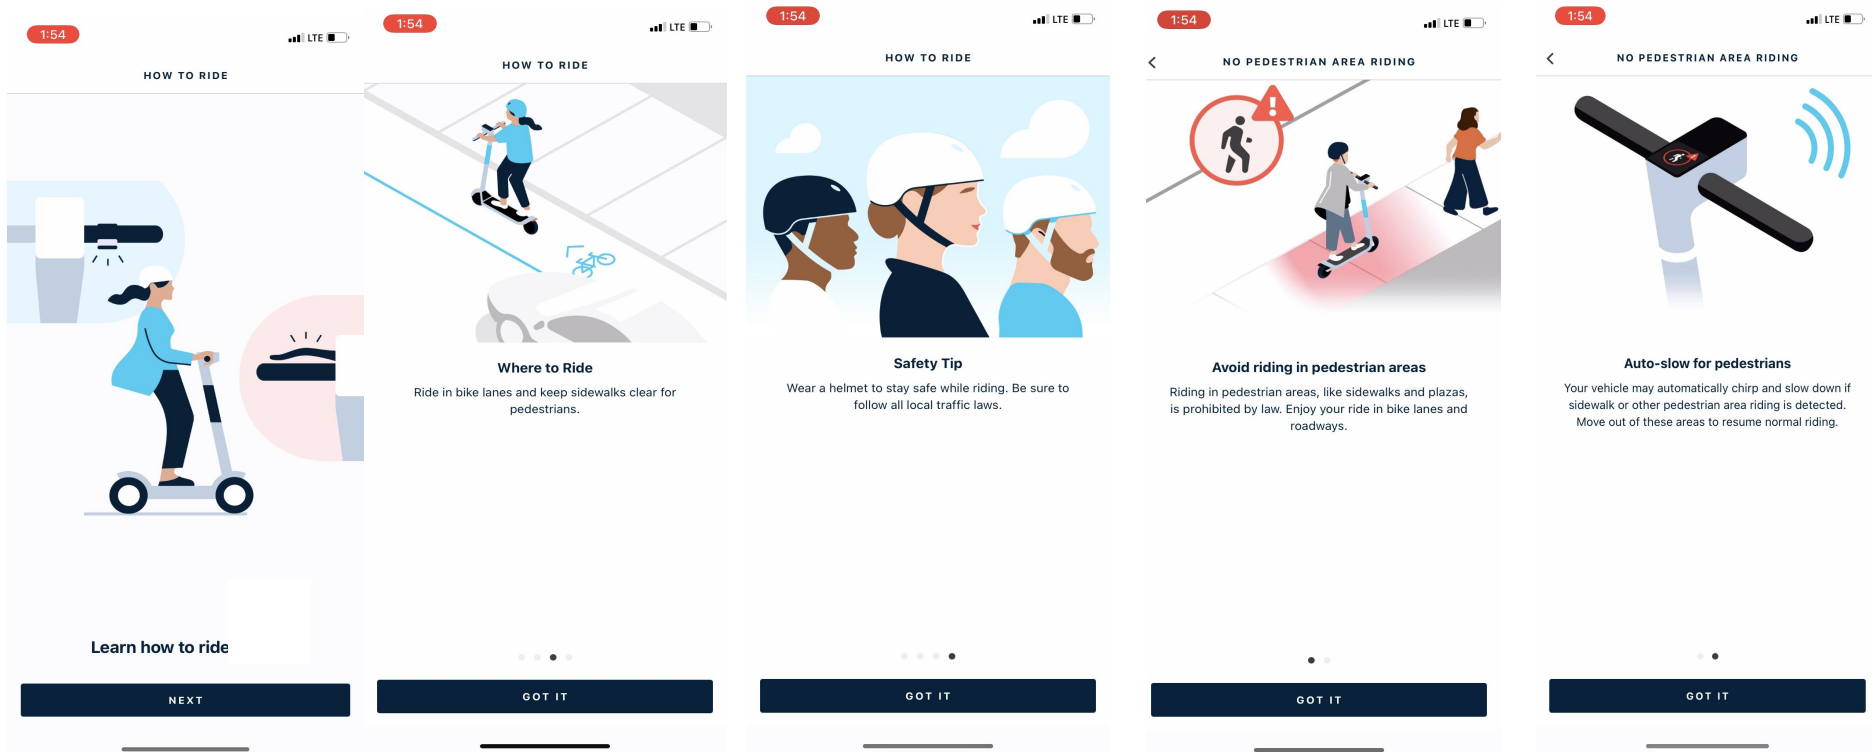 1:54
LTE
HOW TO RIDE
Learn how to ride
NEXT
1:54
LTE
HOW TO RIDE
Where to Ride
Ride in bike lanes and keep sidewalks clear for
pedestrians.
GOT IT
1:54
LTE
HOW TO RIDE
Safety Tip
Wear a helmet to stay safe while riding. Be sure to
follow all local traffic laws.
GOT IT
1:54
LTE
NO PEDESTRIAN AREA RIDING
Avoid riding in pedestrian areas
Riding in pedestrian areas, like sidewalks and plazas,
is prohibited by law. Enjoy your ride in bike lanes and
roadways.
GOT IT
1:54
LTE
NO PEDESTRIAN AREA RIDING
Auto-slow for pedestrians
Your vehicle may automatically chirp and slow down if
sidewalk or other pedestrian area riding is detected.
Move out of these areas to resume normal riding.
GOT IT